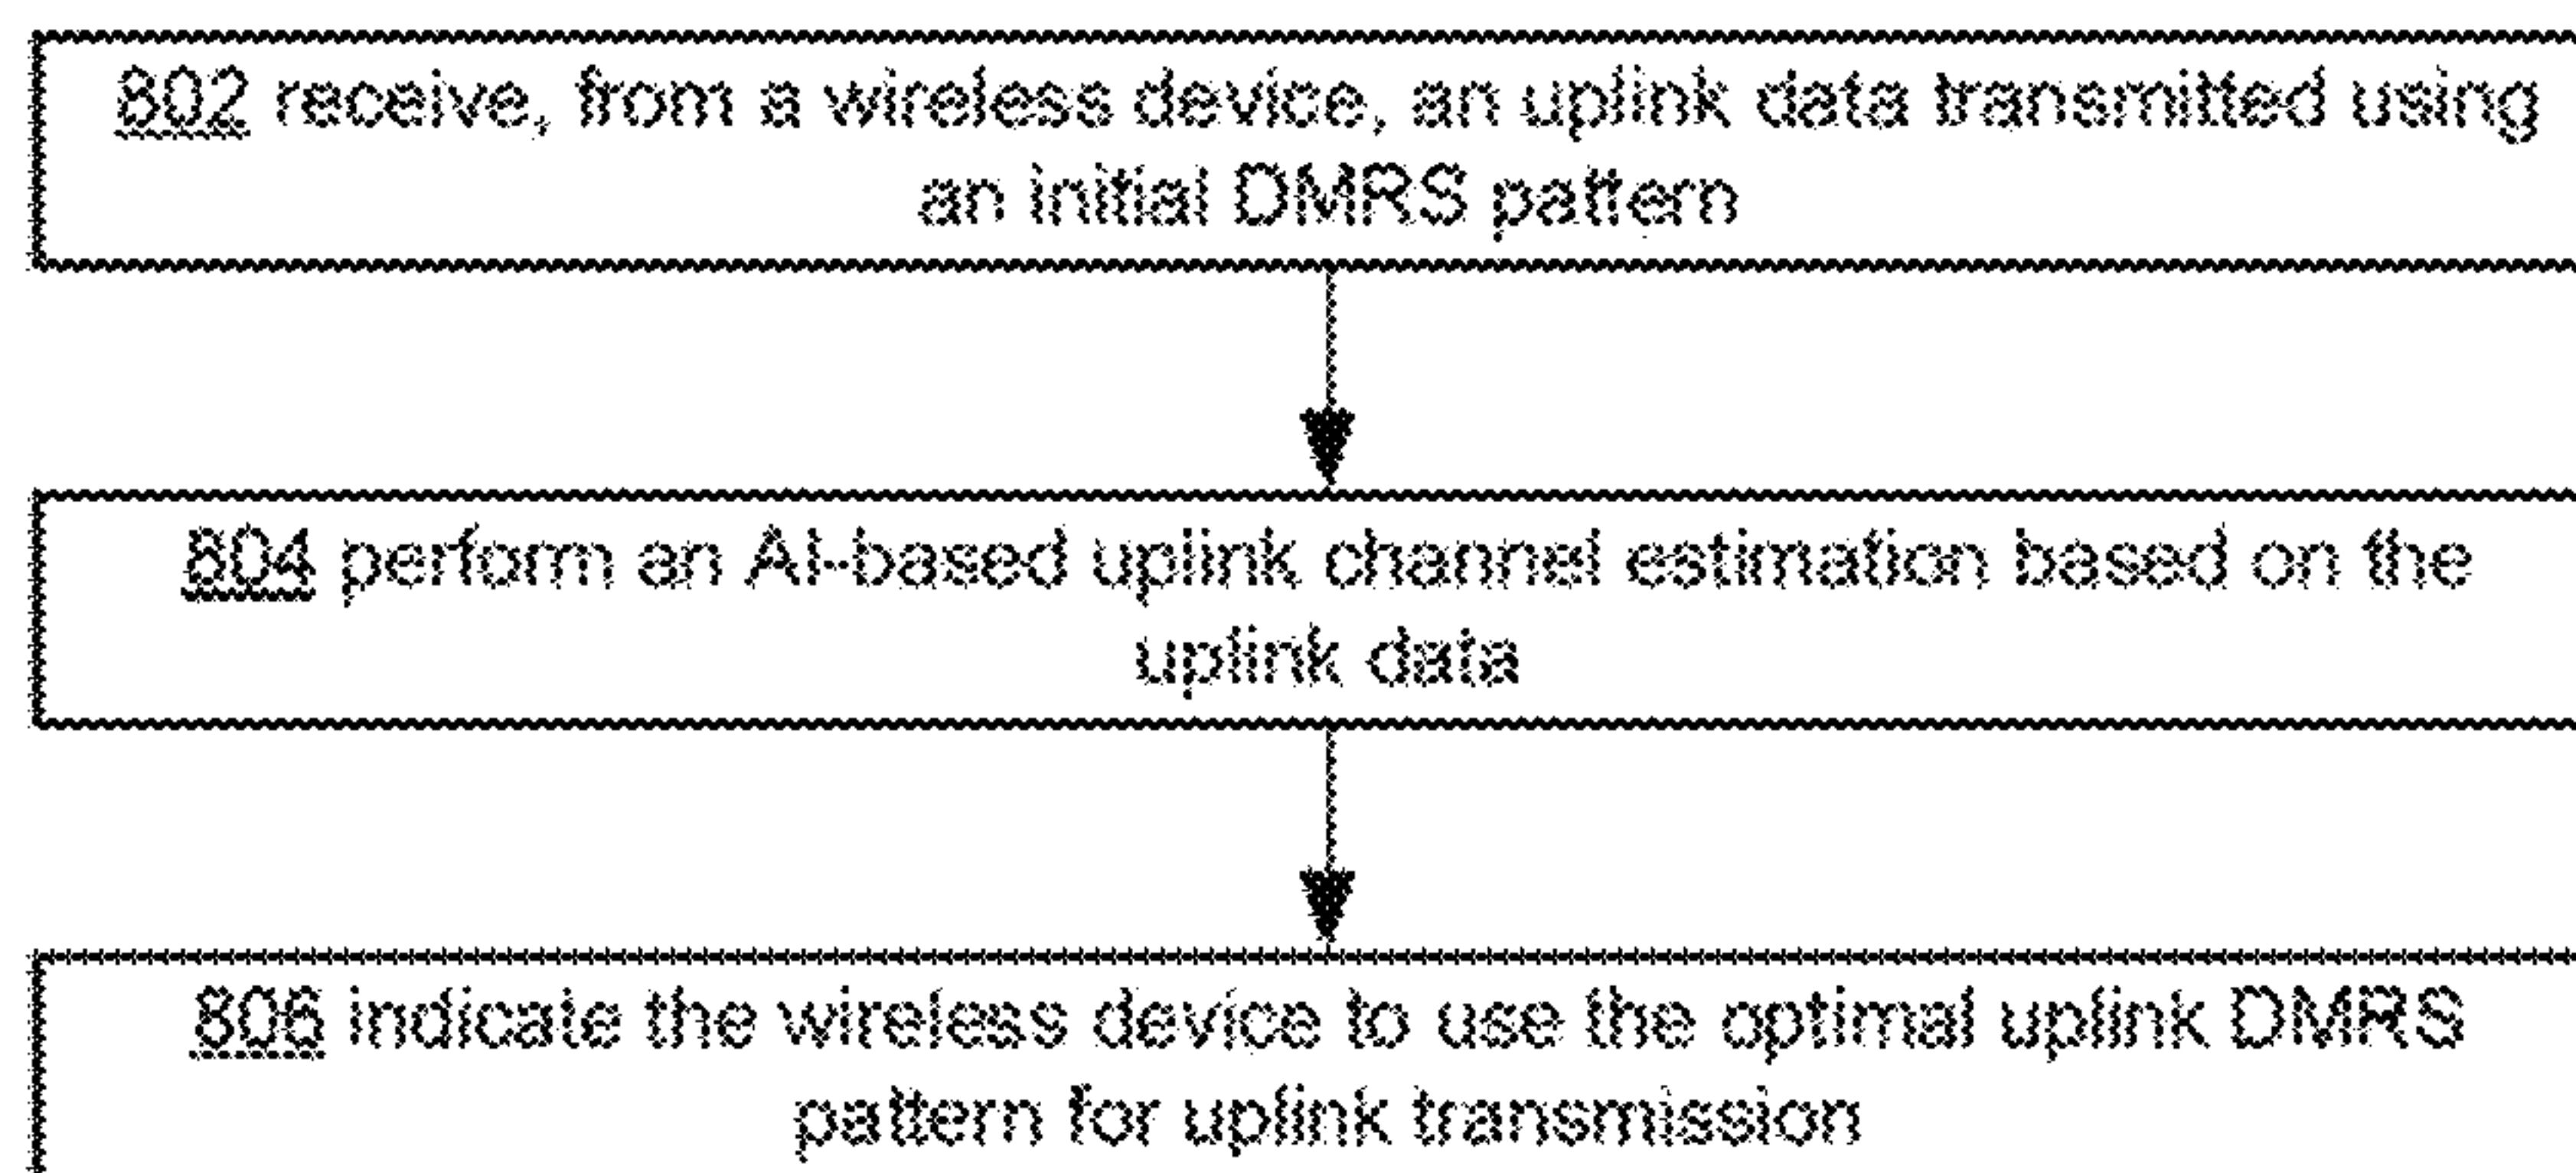 802 receive, from a wireless device, an uplink data transmitted using
an initial DMRS pattern
804 perform an AI-based uplink channel estimation based on the
uplink data
806 indicate the wireless device to use the optimal uplink DMRS
pattern for uplink transmission